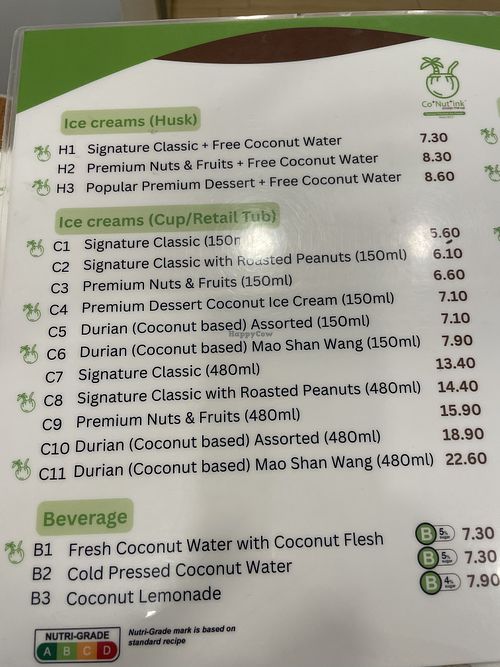 Co*Nut*ink
Ice creams (Husk)
H1 Signature Classic + Free Coconut Water 7.30
H2 Premium Nuts & Fruits + Free Coconut Water 8.30
H3 Popular Premium Dessert + Free Coconut Water 8.60
Ice creams (Cup/Retail Tub)
C1 Signature Classic 5.60
C2 Signature Classic with Roasted Peanuts (150ml) 6.10
C3 Premium Nuts & Fruits (150ml) 6.60
C4 Premium Dessert Coconut Ice Cream (150ml) 7.10
C5 Durian (Coconut based) Assorted (150ml) 7.10
C6 Durian (Coconut based) Mao Shan Wang (150ml) 7.90
C7 Signature Classic (480ml) 13.40
C8 Signature Classic with Roasted Peanuts (480ml) 14.40
C9 Premium Nuts & Fruits (480ml) 15.90
C10 Durian (Coconut based) Assorted (480ml) 18.90
C11 Durian (Coconut based) Mao Shan Wang (480ml) 22.60
HappyCow
Beverage
B1 Fresh Coconut Water with Coconut Flesh B 5% sugar 7.30
B2 Cold Pressed Coconut Water B 5% sugar 7.30
B3 Coconut Lemonade B 4% sugar 7.90
NUTRI-GRADE
A B C D
Nutri-Grade mark is based on
standard recipe